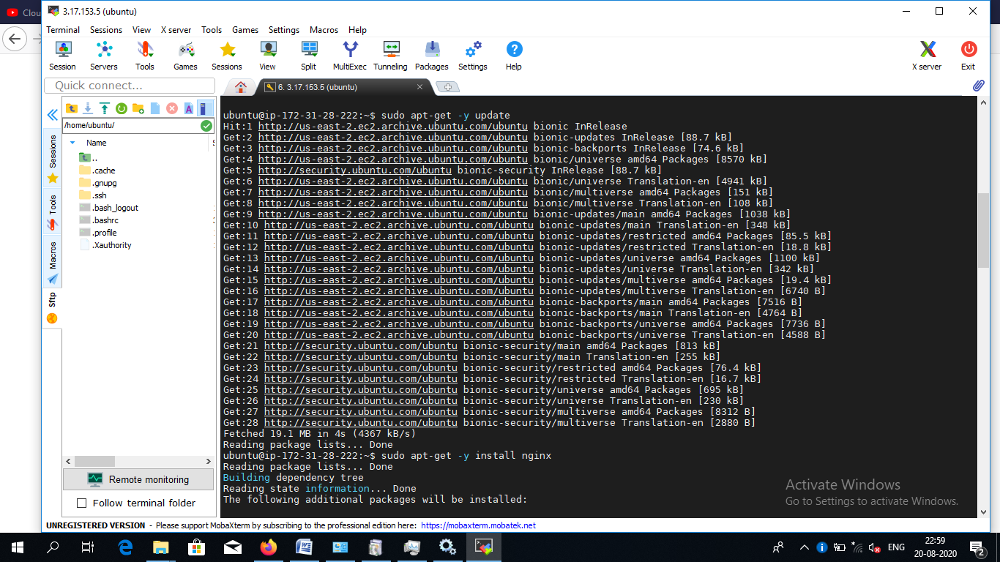 Clou
3.17.153.5 (ubuntu)
Terminal Sessions View X server Tools Games Settings Macros Help
Session Servers Tools Games Sessions View Split MultiExec Tunneling Packages Settings Help X server Exit
Quick connect...
6. 3.17.153.5 (ubuntu)
/home/ubuntu/
Name
..
.cache
.gnupg
.ssh
.bash_logout
.bashrc
.profile
.Xauthority
Sessions
Tools
Macros
Sftp
Remote monitoring
Follow terminal folder
ubuntu@ip-172-31-28-222:~$ sudo apt-get -y update
Hit:1 http://us-east-2.ec2.archive.ubuntu.com/ubuntu bionic InRelease
Get:2 http://us-east-2.ec2.archive.ubuntu.com/ubuntu bionic-updates InRelease [88.7 kB]
Get:3 http://us-east-2.ec2.archive.ubuntu.com/ubuntu bionic-backports InRelease [74.6 kB]
Get:4 http://us-east-2.ec2.archive.ubuntu.com/ubuntu bionic/universe amd64 Packages [8570 kB]
Get:5 http://security.ubuntu.com/ubuntu bionic-security InRelease [88.7 kB]
Get:6 http://us-east-2.ec2.archive.ubuntu.com/ubuntu bionic/universe Translation-en [4941 kB]
Get:7 http://us-east-2.ec2.archive.ubuntu.com/ubuntu bionic/multiverse amd64 Packages [151 kB]
Get:8 http://us-east-2.ec2.archive.ubuntu.com/ubuntu bionic/multiverse Translation-en [108 kB]
Get:9 http://us-east-2.ec2.archive.ubuntu.com/ubuntu bionic-updates/main amd64 Packages [1038 kB]
Get:10 http://us-east-2.ec2.archive.ubuntu.com/ubuntu bionic-updates/main Translation-en [348 kB]
Get:11 http://us-east-2.ec2.archive.ubuntu.com/ubuntu bionic-updates/restricted amd64 Packages [85.5 kB]
Get:12 http://us-east-2.ec2.archive.ubuntu.com/ubuntu bionic-updates/restricted Translation-en [18.8 kB]
Get:13 http://us-east-2.ec2.archive.ubuntu.com/ubuntu bionic-updates/universe amd64 Packages [1100 kB]
Get:14 http://us-east-2.ec2.archive.ubuntu.com/ubuntu bionic-updates/universe Translation-en [342 kB]
Get:15 http://us-east-2.ec2.archive.ubuntu.com/ubuntu bionic-updates/multiverse amd64 Packages [19.4 kB]
Get:16 http://us-east-2.ec2.archive.ubuntu.com/ubuntu bionic-updates/multiverse Translation-en [6740 B]
Get:17 http://us-east-2.ec2.archive.ubuntu.com/ubuntu bionic-backports/main amd64 Packages [7516 B]
Get:18 http://us-east-2.ec2.archive.ubuntu.com/ubuntu bionic-backports/main Translation-en [4764 B]
Get:19 http://us-east-2.ec2.archive.ubuntu.com/ubuntu bionic-backports/universe amd64 Packages [7736 B]
Get:20 http://us-east-2.ec2.archive.ubuntu.com/ubuntu bionic-backports/universe Translation-en [4588 B]
Get:21 http://security.ubuntu.com/ubuntu bionic-security/main amd64 Packages [813 kB]
Get:22 http://security.ubuntu.com/ubuntu bionic-security/main Translation-en [255 kB]
Get:23 http://security.ubuntu.com/ubuntu bionic-security/restricted amd64 Packages [76.4 kB]
Get:24 http://security.ubuntu.com/ubuntu bionic-security/restricted Translation-en [16.7 kB]
Get:25 http://security.ubuntu.com/ubuntu bionic-security/universe amd64 Packages [695 kB]
Get:26 http://security.ubuntu.com/ubuntu bionic-security/universe Translation-en [230 kB]
Get:27 http://security.ubuntu.com/ubuntu bionic-security/multiverse amd64 Packages [8312 B]
Get:28 http://security.ubuntu.com/ubuntu bionic-security/multiverse Translation-en [2880 B]
Fetched 19.1 MB in 4s (4367 kB/s)
Reading package lists... Done
ubuntu@ip-172-31-28-222:~$ sudo apt-get -y install nginx
Reading package lists... Done
Building dependency tree
Reading state information... Done
The following additional packages will be installed:
Activate Windows
Go to Settings to activate Windows.
UNREGISTERED VERSION - Please support MobaXterm by subscribing to the professional edition here: https://mobaxterm.mobatek.net
ENG
22:59
20-08-2020
2